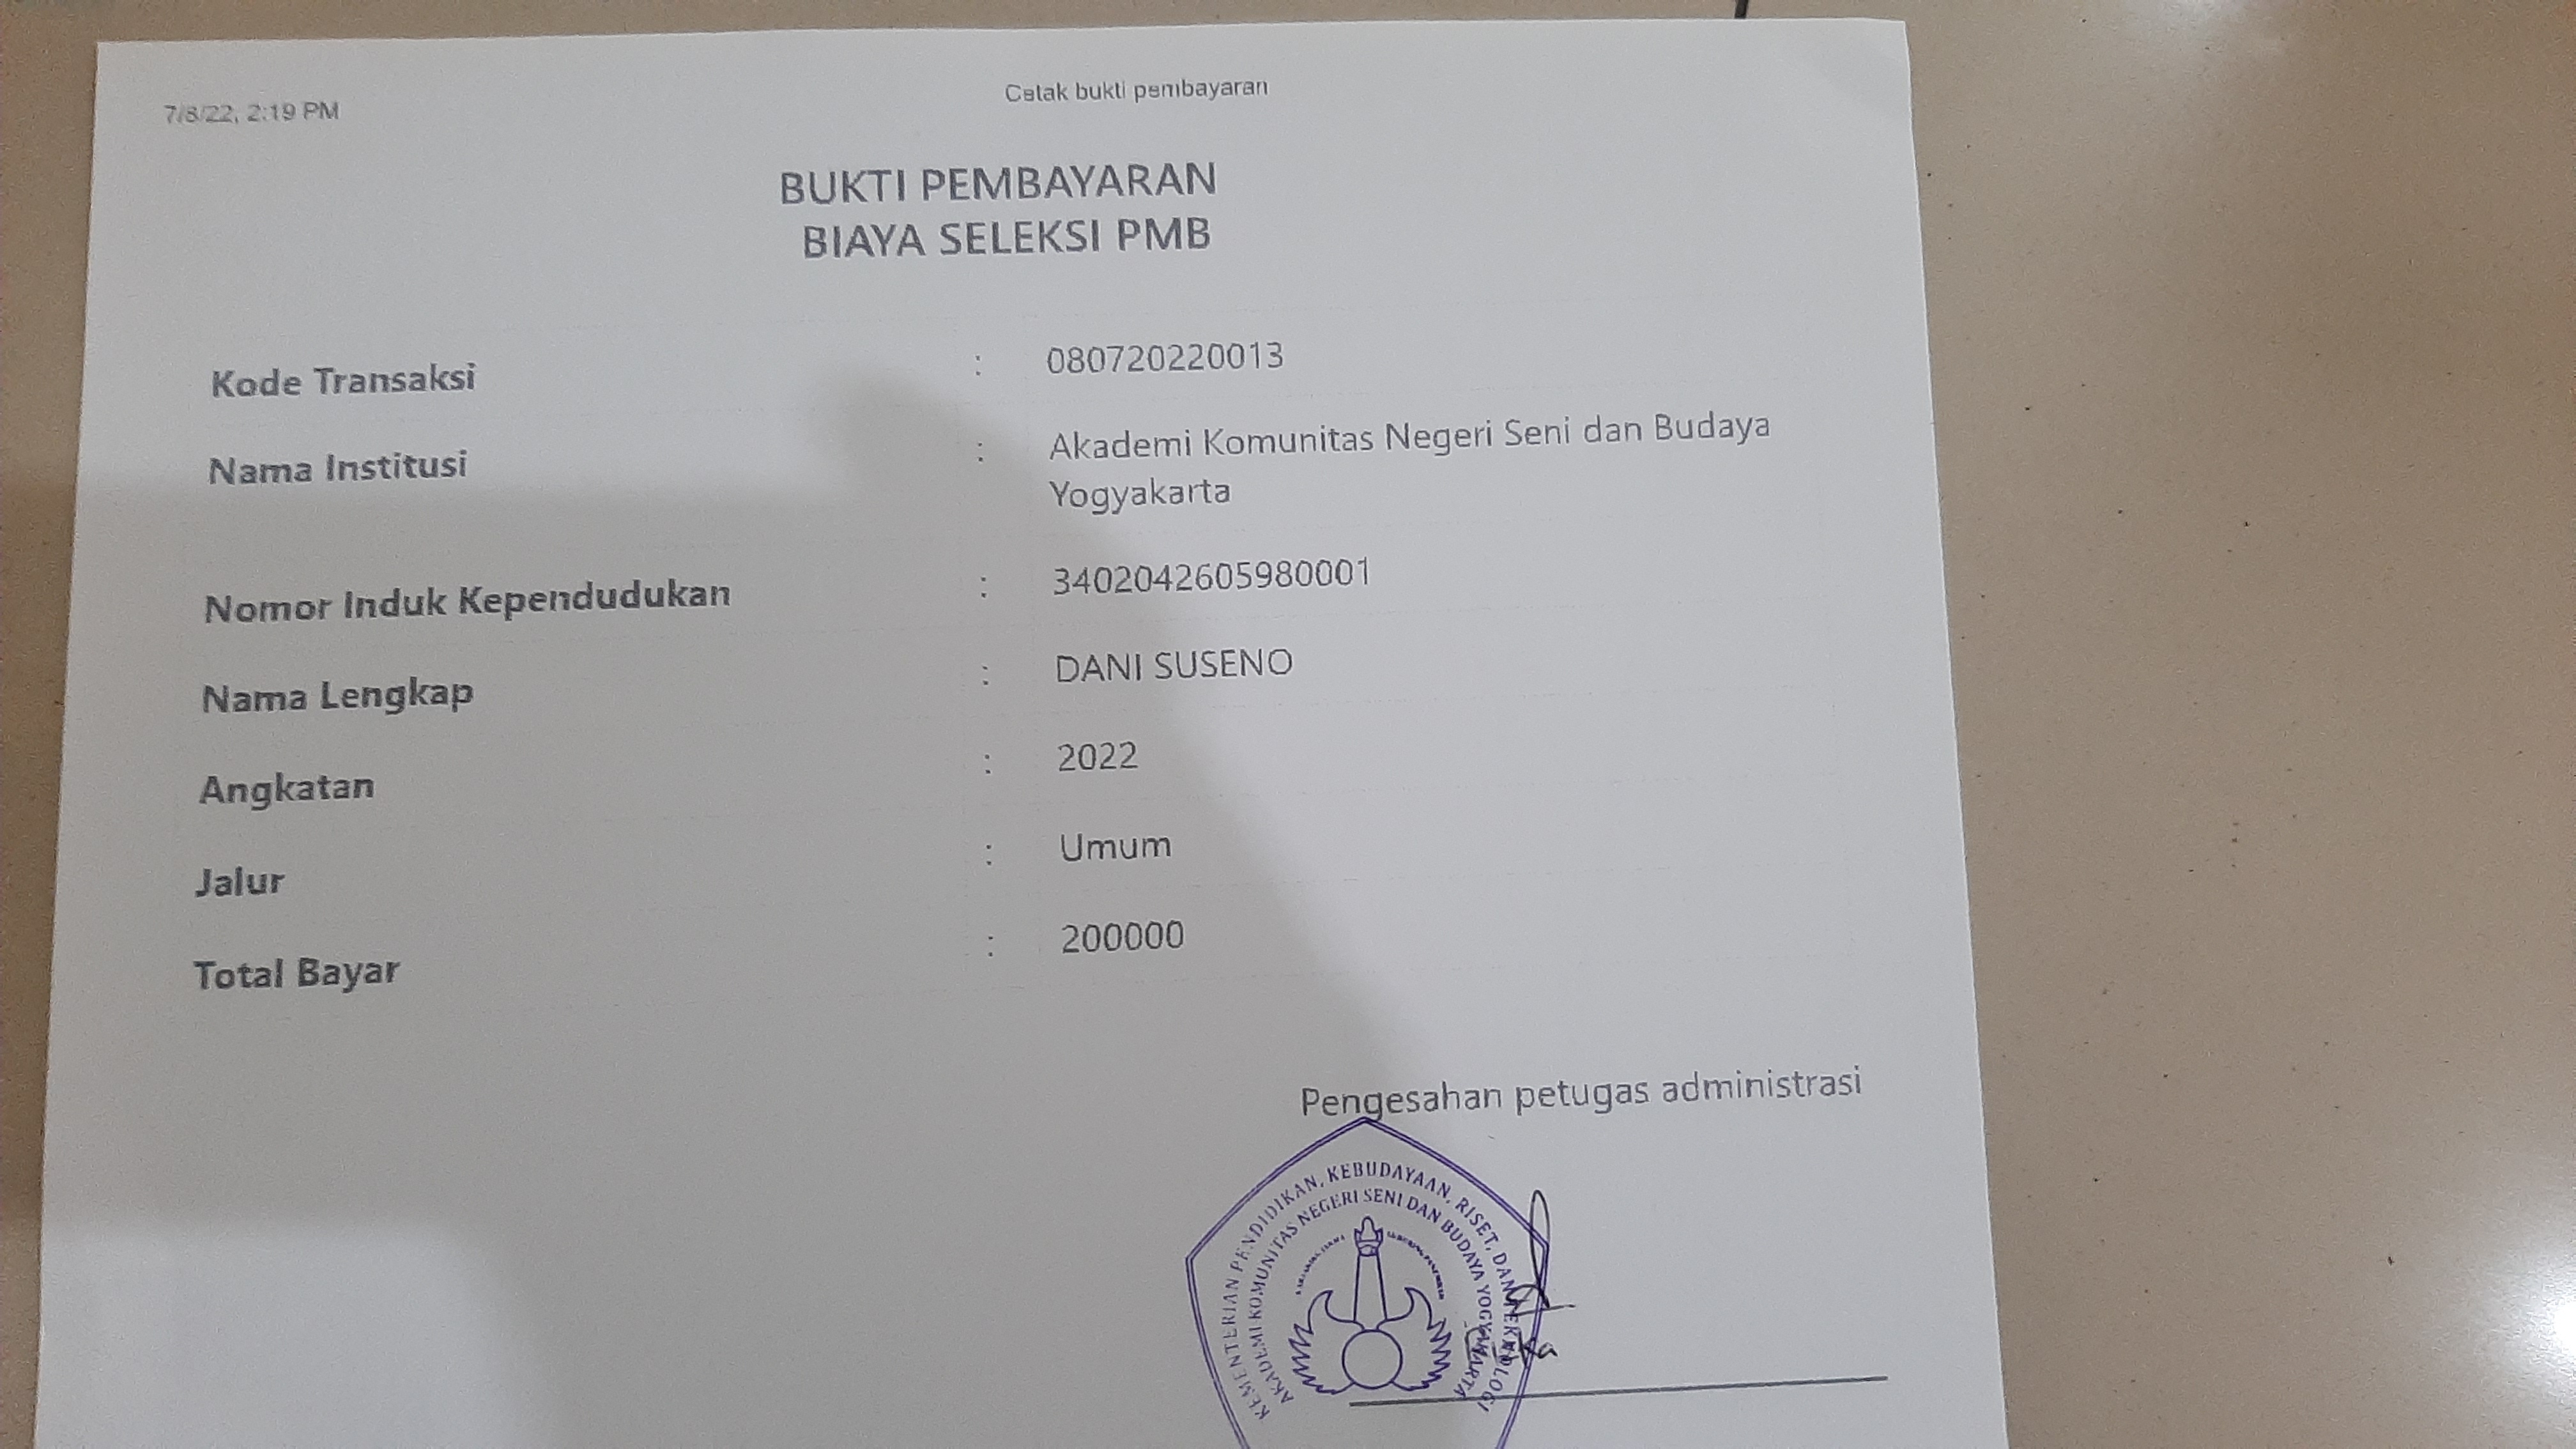 7/8/22, 2:19 PM
Cetak bukti pembayaran
BUKTI PEMBAYARAN
BIAYA SELEKSI PMB
Kode Transaksi : 080720220013
Nama Institusi : Akademi Komunitas Negeri Seni dan Budaya
Yogyakarta
Nomor Induk Kependudukan : 3402042605980001
Nama Lengkap : DANI SUSENO
Angkatan : 2022
Jalur : Umum
Total Bayar : 200000
Pengesahan petugas administrasi
KEMENTERIAN PENDIDIKAN, KEBUDAYAAN, RISET, DAN TEKNOLOGI
AKADEMI KOMUNITAS NEGERI SENI DAN BUDAYA YOGYAKARTA